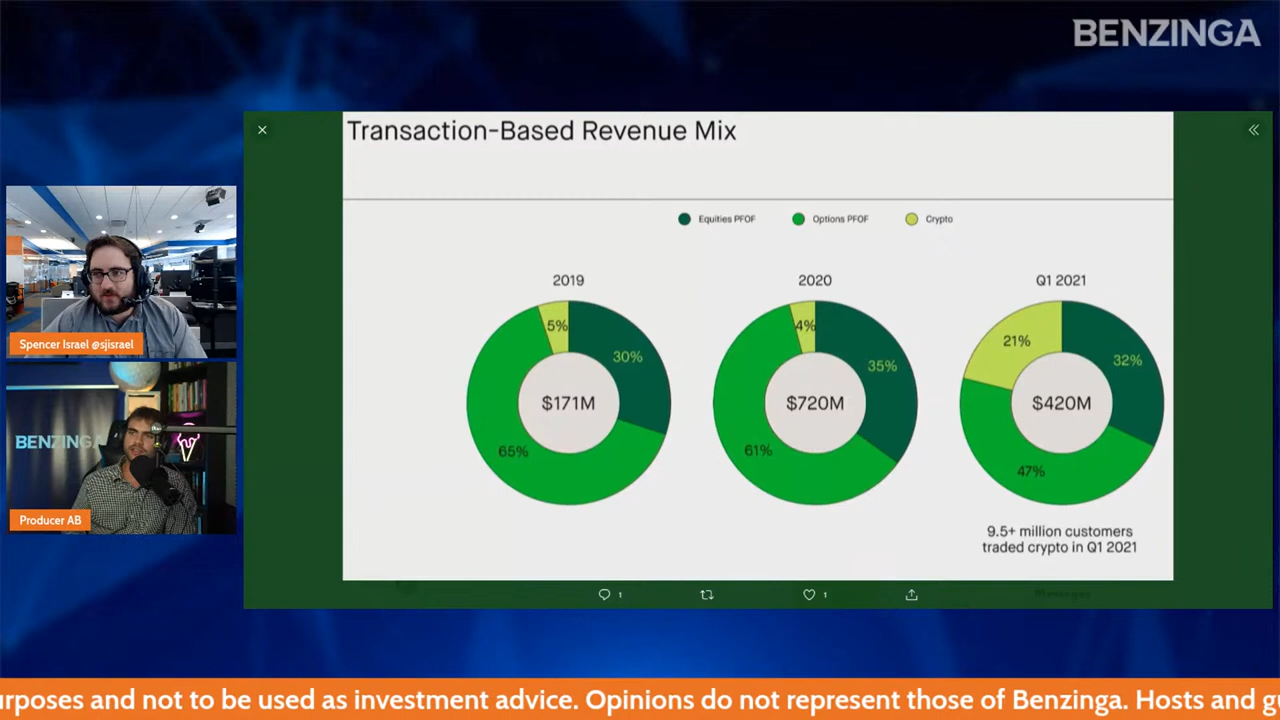 BENZINGA
Transaction-Based Revenue Mix
Equities PFOF
Options PFOF
Crypto
2019
5%
30%
$171M
65%
2020
4%
35%
$720M
61%
Q1 2021
21%
32%
$420M
47%
9.5+ million customers
traded crypto in Q1 2021
1
1
Spencer Israel @sjisrael
BENZINGA
Producer AB
urposes and not to be used as investment advice. Opinions do not represent those of Benzinga. Hosts and g